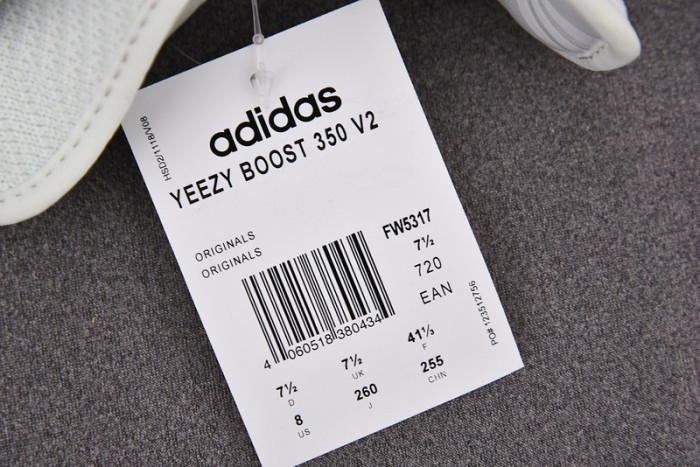 HSD2/1118/V08
adidas
YEEZY BOOST 350 V2
ORIGINALS
ORIGINALS
FW5317
7½
720
EAN
4 060518 380434
PO#123512756
7½ 7½ 41⅓
D UK F
8 260 255
US J CHN